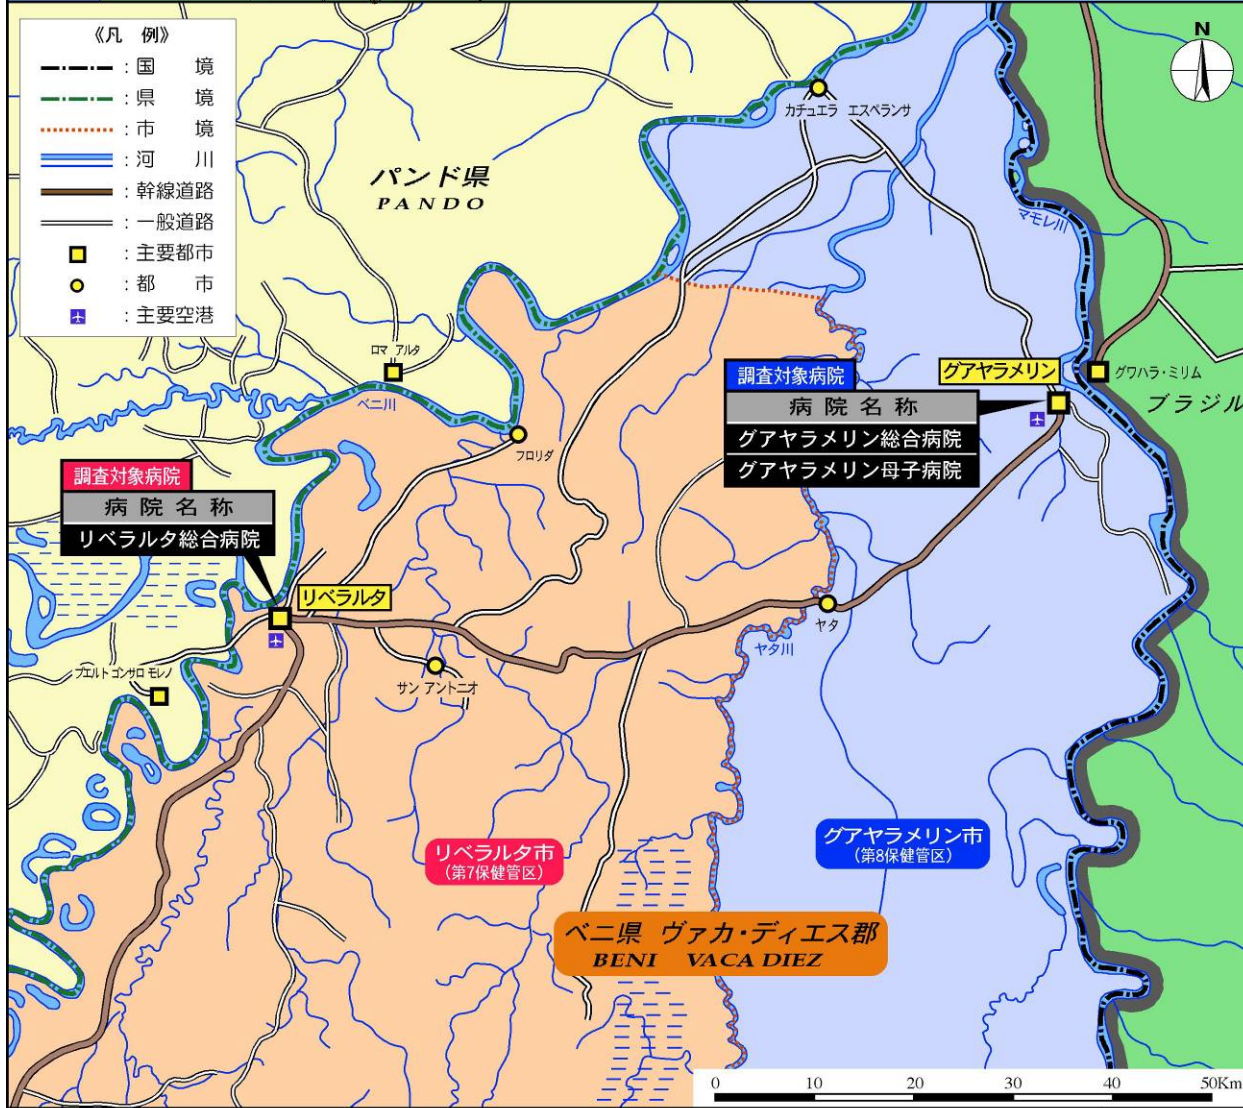 《凡 例》
: 国 境
: 県 境
: 市 境
: 河 川
: 幹線道路
: 一般道路
: 主要都市
: 都 市
: 主要空港
N
カチュエラ エスペランサ
パンド県
PANDO
マモレ川
ロマ アルタ
ベニ川
フロリダ
調査対象病院
病 院 名 称
グアヤラメリン総合病院
グアヤラメリン母子病院
グアヤラメリン
グワハラ・ミリム
ブラジル
調査対象病院
病 院 名 称
リベラルタ総合病院
リベラルタ
ヤタ
ヤタ川
プエルト ゴンサロ モレノ
サン アントニオ
リベラルタ市
(第7保健管区)
グアヤラメリン市
(第8保健管区)
ベニ県 ヴァカ・ディエス郡
BENI VACA DIEZ
0 10 20 30 40 50Km